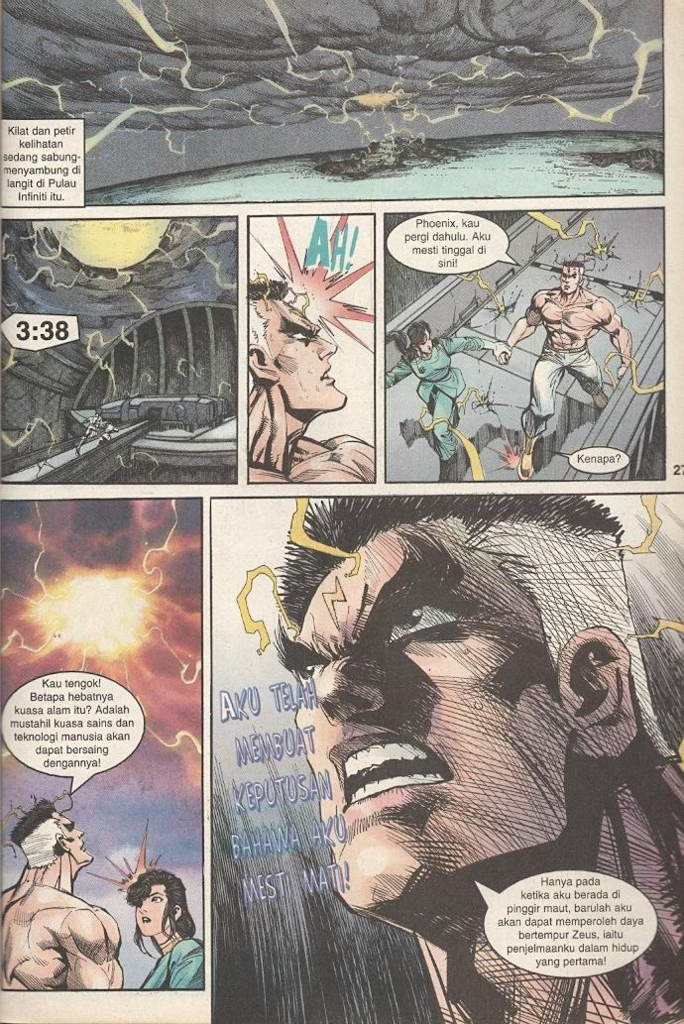 Kilat dan petir
kelihatan
sedang sabung-
menyambung di
langit di Pulau
Infiniti itu.
3:38
AH!
Phoenix, kau
pergi dahulu. Aku
mesti tinggal di
sini!
Kenapa?
27
Kau tengok!
Betapa hebatnya
kuasa alam itu? Adalah
mustahil kuasa sains dan
teknologi manusia akan
dapat bersaing
dengannya!
AKU TELAH
MEMBUAT
KEPUTUSAN
BAHAWA AKU
MESTI MATI!
Hanya pada
ketika aku berada di
pinggir maut, barulah aku
akan dapat memperoleh daya
bertempur Zeus, iaitu
penjelmaanku dalam hidup
yang pertama!